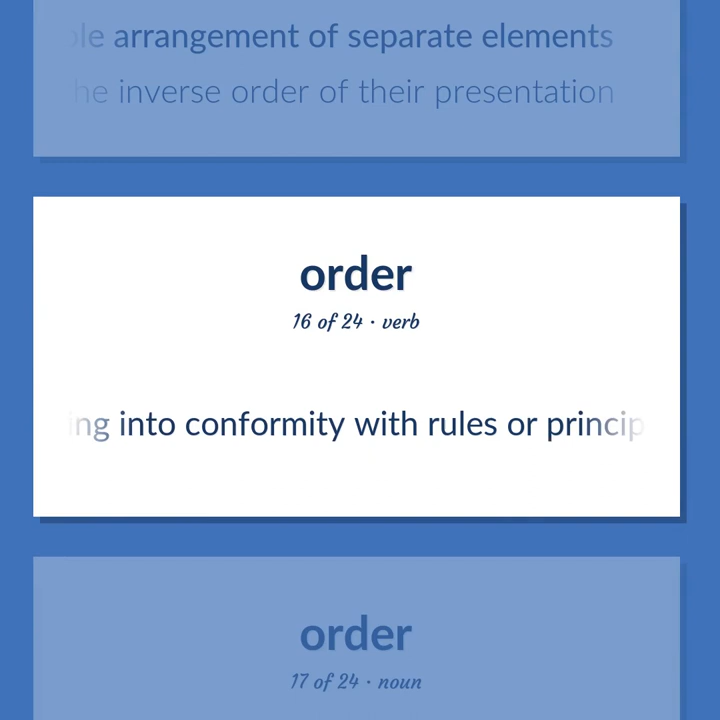 arrangement of separate elements
inverse order of their presentation
order
16 of 24 · verb
into conformity with rules or
order
17 of 24 · noun